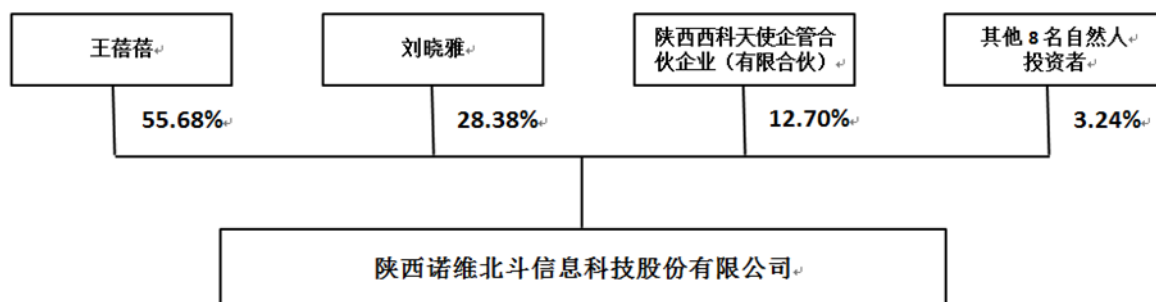 王蓓蓓
刘晓雅
陕西西科天使企管合
伙企业（有限合伙）
其他 8 名自然人
投资者
55.68%
28.38%
12.70%
3.24%
陕西诺维北斗信息科技股份有限公司